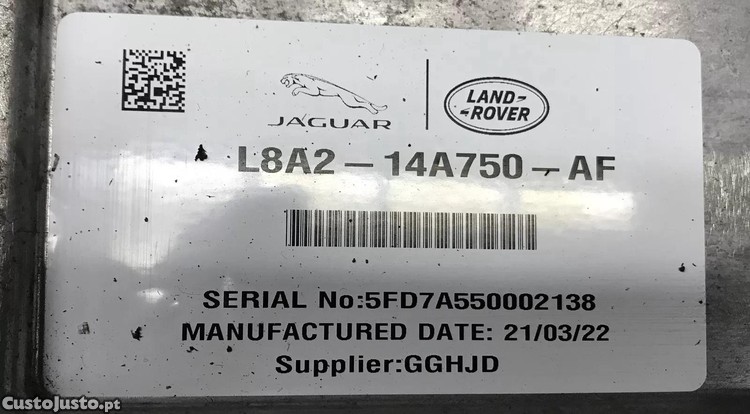 JAGUAR
LAND-
-ROVER
L8A2-14A750-AF
SERIAL No:5FD7A550002138
MANUFACTURED DATE: 21/03/22
Supplier:GGHJD
CustoJusto.pt